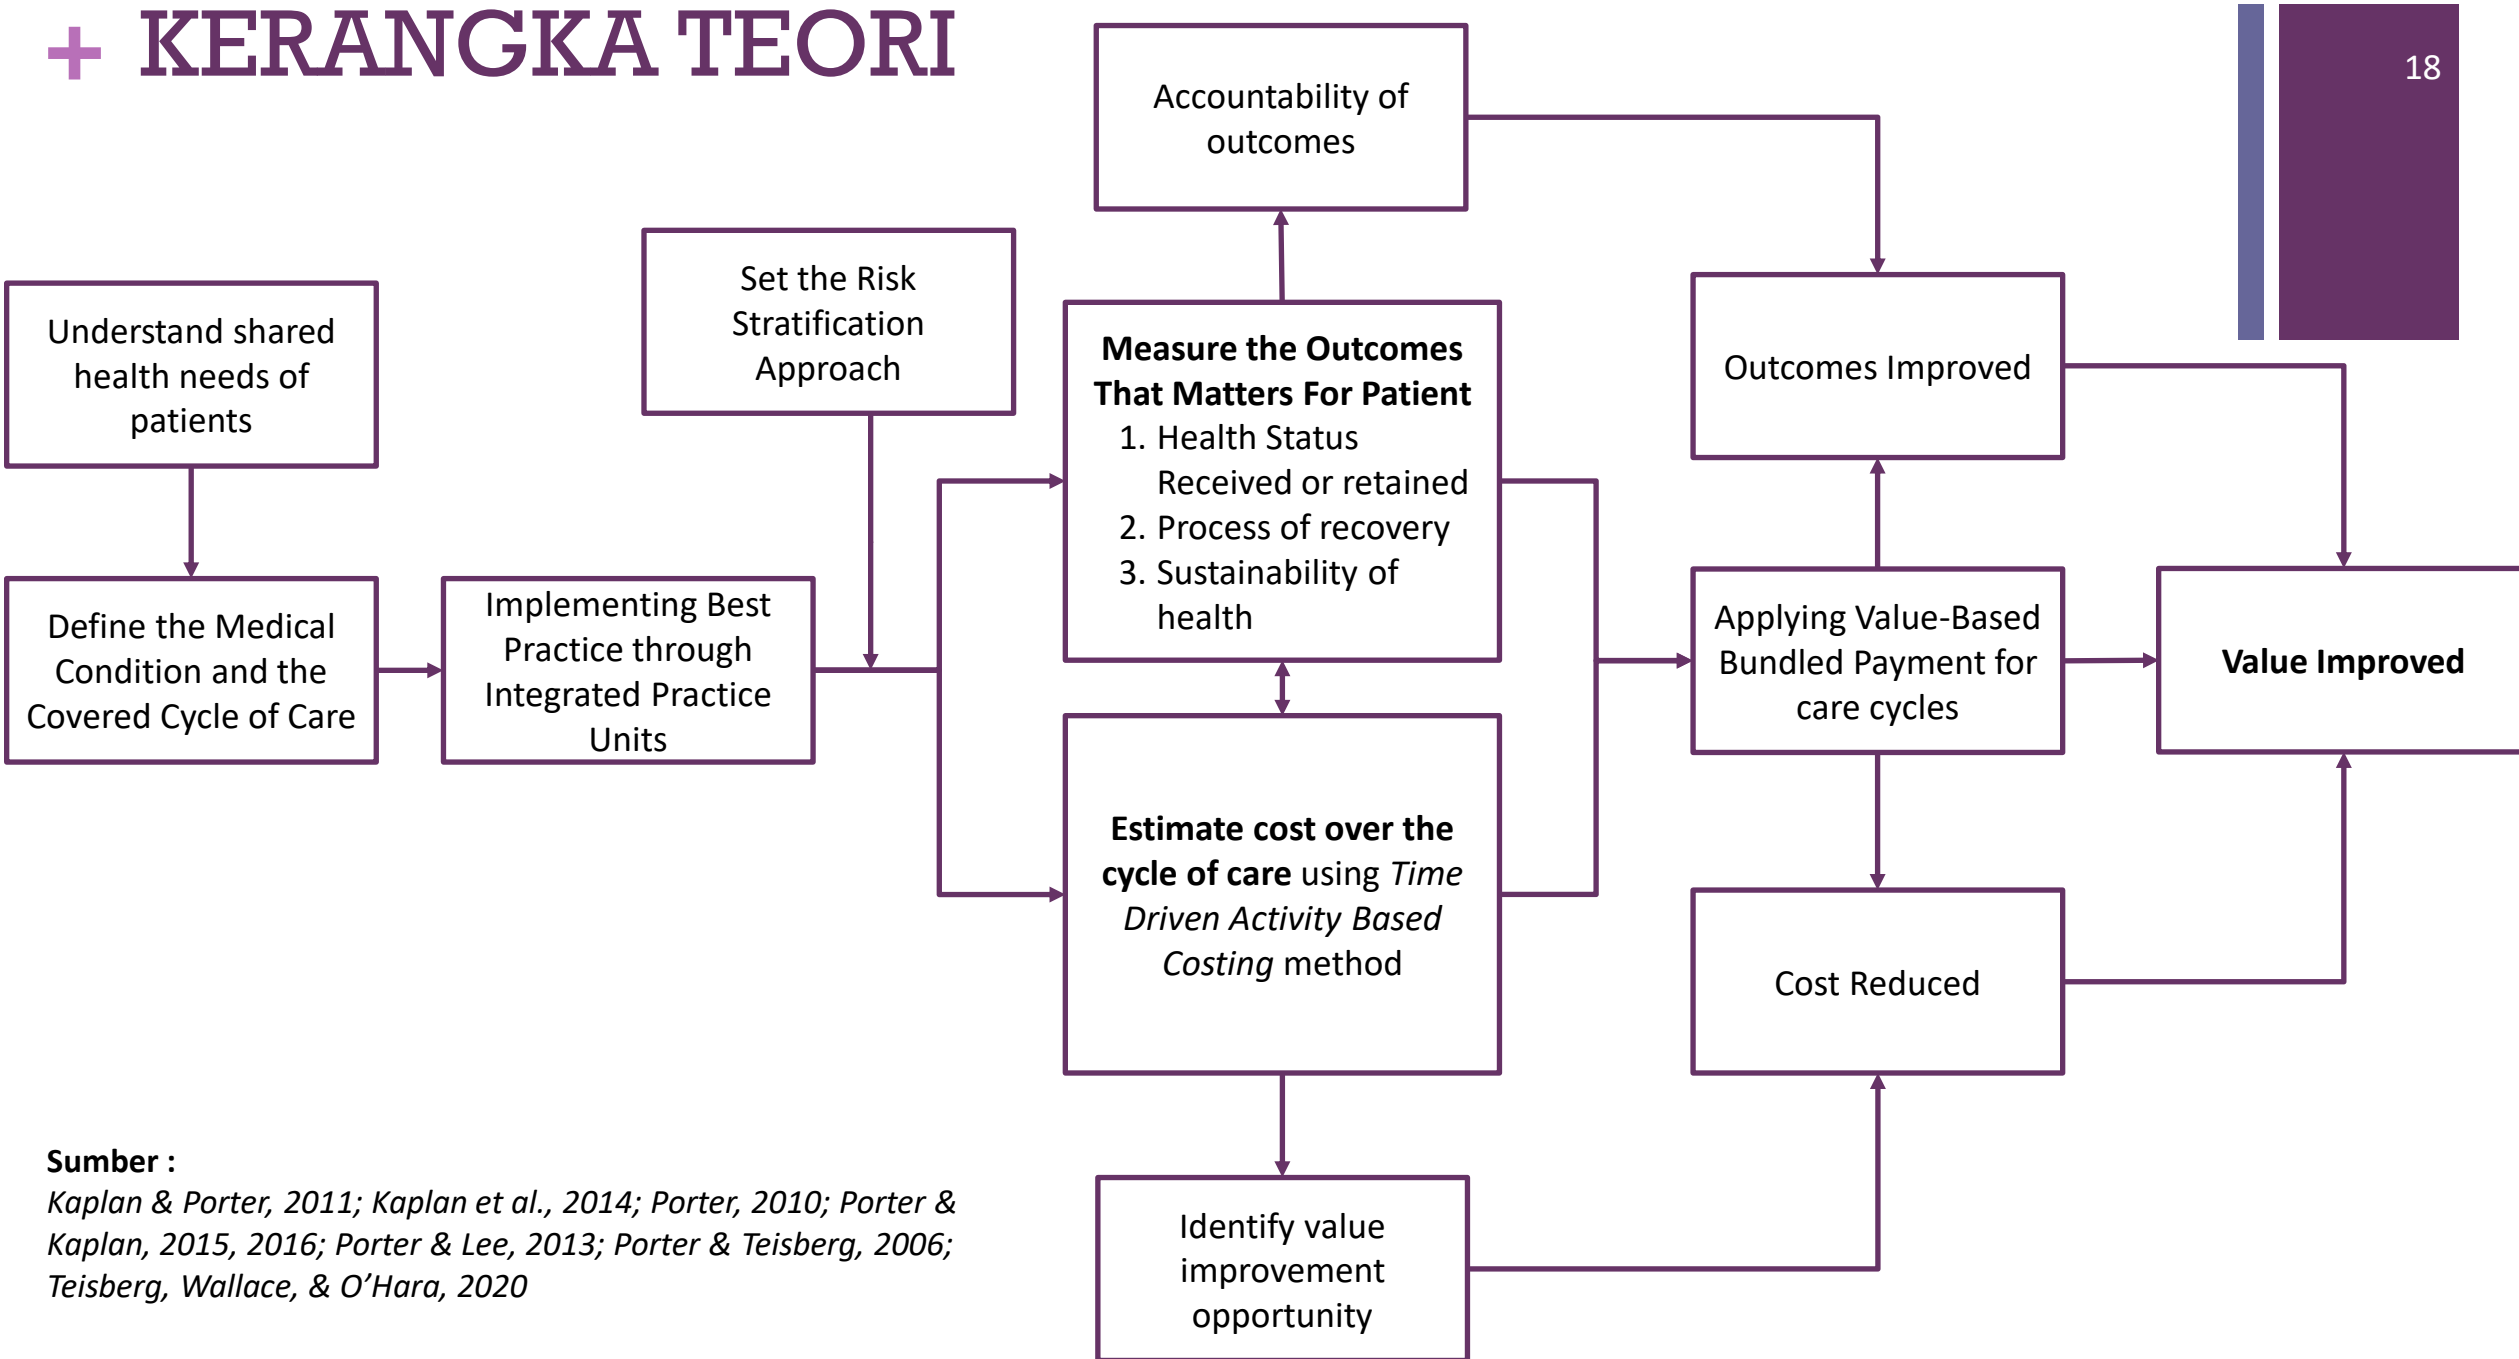 + KERANGKA TEORI
18
Accountability of
outcomes
Set the Risk
Stratification
Approach
Understand shared
health needs of
patients
Define the Medical
Condition and the
Covered Cycle of Care
Implementing Best
Practice through
Integrated Practice
Units
Measure the Outcomes
That Matters For Patient
1. Health Status
Received or retained
2. Process of recovery
3. Sustainability of
health
Estimate cost over the
cycle of care using Time
Driven Activity Based
Costing method
Identify value
improvement
opportunity
Outcomes Improved
Applying Value-Based
Bundled Payment for
care cycles
Cost Reduced
Value Improved
Sumber :
Kaplan & Porter, 2011; Kaplan et al., 2014; Porter, 2010; Porter &
Kaplan, 2015, 2016; Porter & Lee, 2013; Porter & Teisberg, 2006;
Teisberg, Wallace, & O’Hara, 2020